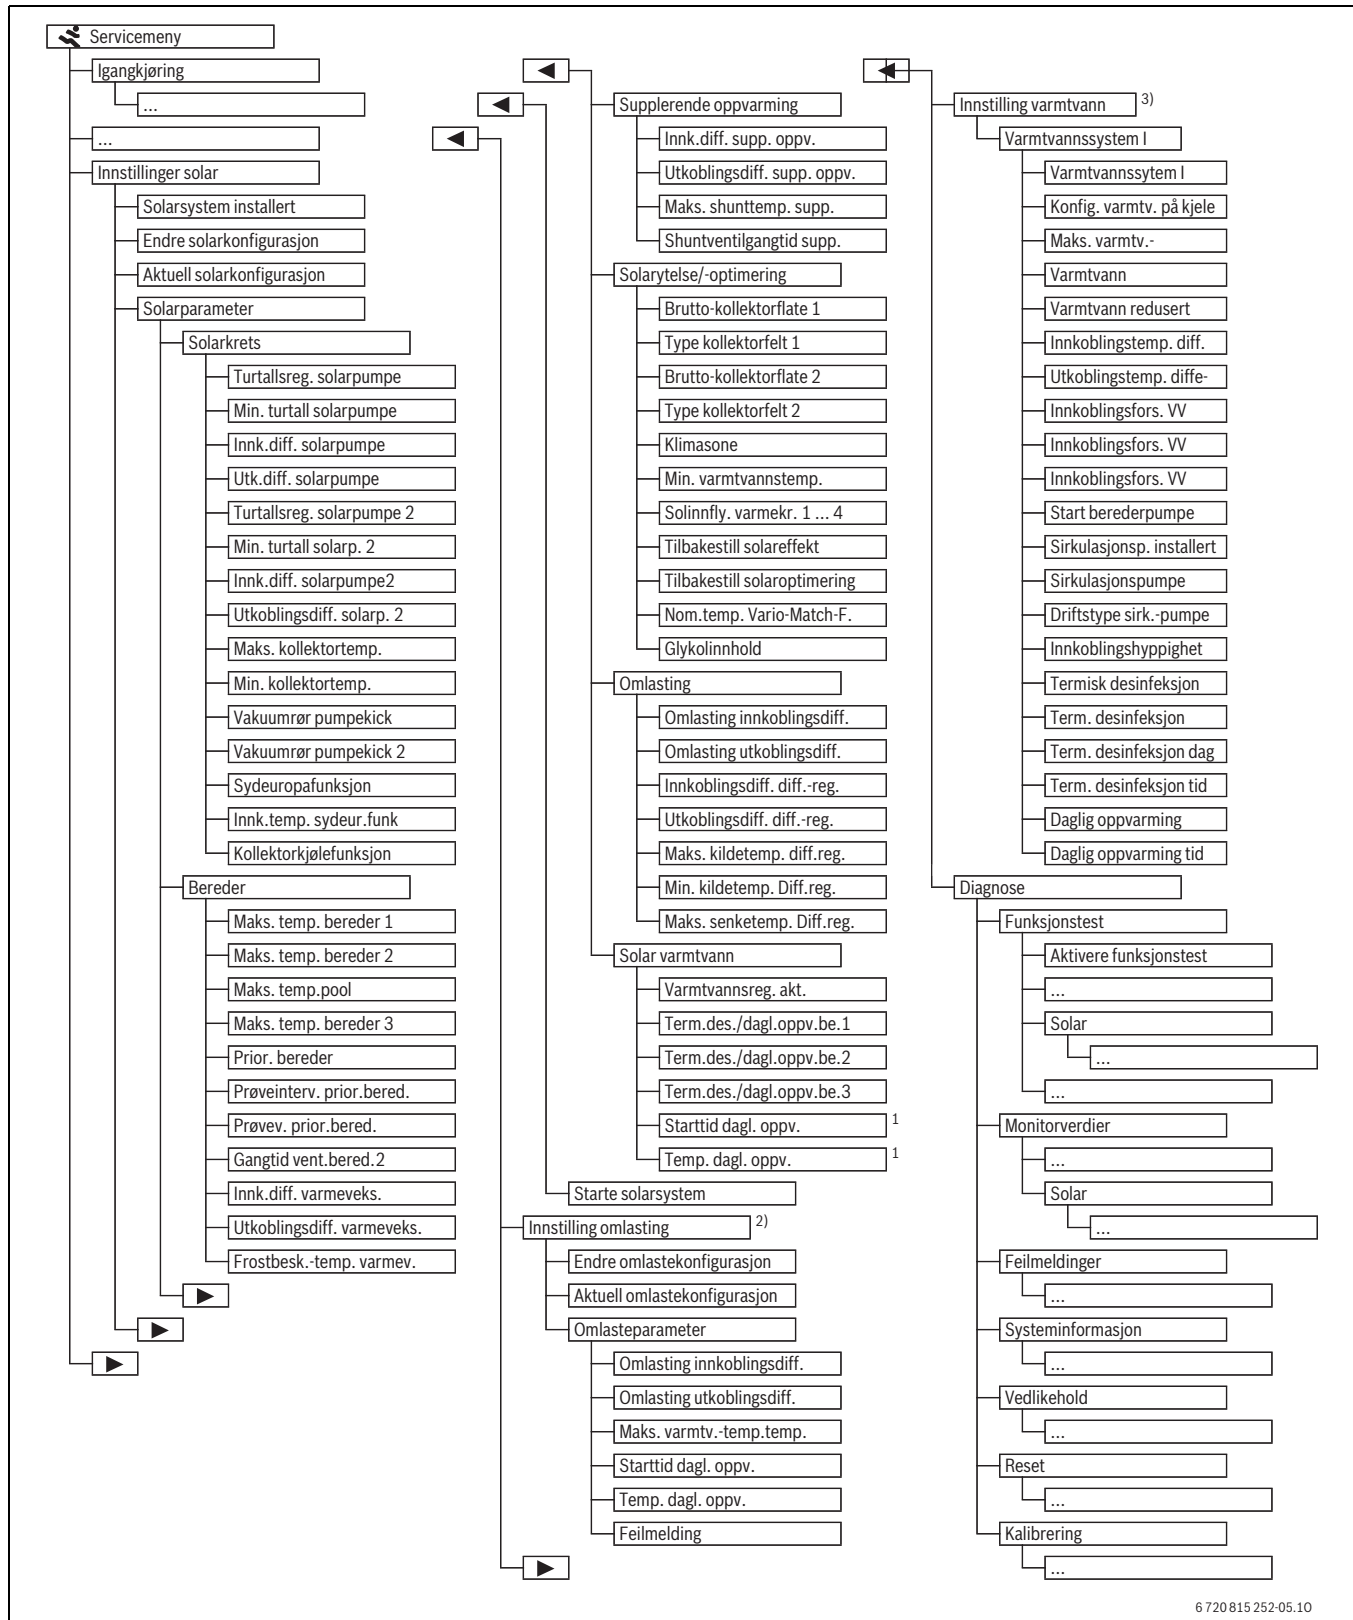 Servicemeny
Igangkjøring
...
...
Innstillinger solar
Solarsystem installert
Endre solarkonfigurasjon
Aktuell solarkonfigurasjon
Solarparameter
Solarkrets
Turtallsreg. solarpumpe
Min. turtall solarpumpe
Innk.diff. solarpumpe
Utk.diff. solarpumpe
Turtallsreg. solarpumpe 2
Min. turtall solarp. 2
Innk.diff. solarpumpe2
Utkoblingsdiff. solarp. 2
Maks. kollektortemp.
Min. kollektortemp.
Vakuumrør pumpekick
Vakuumrør pumpekick 2
Sydeuropafunksjon
Innk.temp. sydeur.funk
Kollektorkjølefunksjon
Bereder
Maks. temp. bereder 1
Maks. temp. bereder 2
Maks. temp.pool
Maks. temp. bereder 3
Prior. bereder
Prøveinterv. prior.bered.
Prøvev. prior.bered.
Gangtid vent.bered.2
Innk.diff. varmeveks.
Utkoblingsdiff. varmeveks.
Frostbesk.-temp. varmev.
Supplerende oppvarming
Innk.diff. supp. oppv.
Utkoblingsdiff. supp. oppv.
Maks. shunttemp. supp.
Shuntventilgangtid supp.
Solarytelse/-optimering
Brutto-kollektorflate 1
Type kollektorfelt 1
Brutto-kollektorflate 2
Type kollektorfelt 2
Klimasone
Min. varmtvannstemp.
Solinnfly. varmekr. 1 ... 4
Tilbakestill solareffekt
Tilbakestill solaroptimering
Nom.temp. Vario-Match-F.
Glykolinnhold
Omlasting
Omlasting innkoblingsdiff.
Omlasting utkoblingsdiff.
Innkoblingsdiff. diff.-reg.
Utkoblingsdiff. diff.-reg.
Maks. kildetemp. diff.reg.
Min. kildetemp. Diff.reg.
Maks. senketemp. Diff.reg.
Solar varmtvann
Varmtvannsreg. akt.
Term.des./dagl.oppv.be.1
Term.des./dagl.oppv.be.2
Term.des./dagl.oppv.be.3
Starttid dagl. oppv. 1
Temp. dagl. oppv. 1
Starte solarsystem
Innstilling omlasting 2)
Endre omlastekonfigurasjon
Aktuell omlastekonfigurasjon
Omlasteparameter
Omlasting innkoblingsdiff.
Omlasting utkoblingsdiff.
Maks. varmtv.-temp.temp.
Starttid dagl. oppv.
Temp. dagl. oppv.
Feilmelding
Innstilling varmtvann 3)
Varmtvannssystem I
Varmtvannssytem I
Konfig. varmtv. på kjele
Maks. varmtv.-
Varmtvann
Varmtvann redusert
Innkoblingstemp. diff.
Utkoblingstemp. diffe-
Innkoblingsfors. VV
Innkoblingsfors. VV
Innkoblingsfors. VV
Start berederpumpe
Sirkulasjonsp. installert
Sirkulasjonspumpe
Driftstype sirk.-pumpe
Innkoblingshyppighet
Termisk desinfeksjon
Term. desinfeksjon
Term. desinfeksjon dag
Term. desinfeksjon tid
Daglig oppvarming
Daglig oppvarming tid
Diagnose
Funksjonstest
Aktivere funksjonstest
...
Solar
...
...
Monitorverdier
...
Solar
...
Feilmeldinger
...
Systeminformasjon
...
Vedlikehold
...
Reset
...
Kalibrering
...
6 720 815 252-05.1O